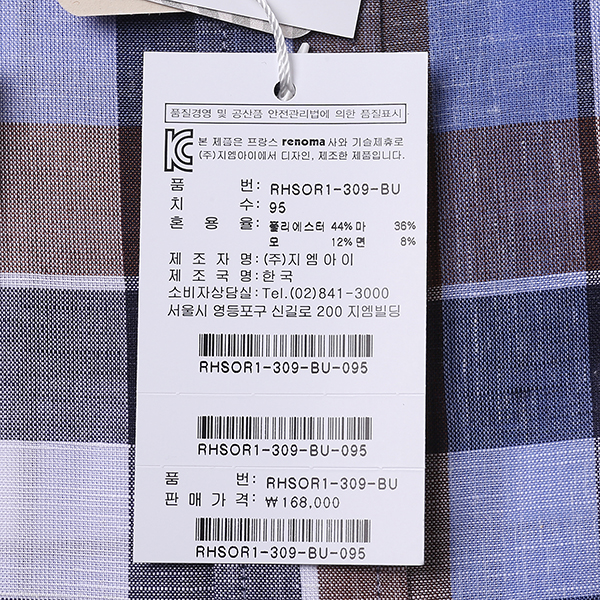 품질경영 및 공산품 안전관리법에 의한 품질표시
KC 본 제품은 프랑스 renoma 사와 기술제휴로
(주)지엠아이에서 디자인, 제조한 제품입니다.
품 번: RHSOR1-309-BU
치 수: 95
혼 용 율: 폴리에스터 44% 마 36%
모 12% 면 8%
제 조 자 명: (주)지엠아이
제 조 국 명: 한국
소비자상담실: Tel.(02)841-3000
서울시 영등포구 신길로 200 지엠빌딩
RHSOR1-309-BU-095
RHSOR1-309-BU-095
품 번: RHSOR1-309-BU
판 매 가 격: ₩168,000
RHSOR1-309-BU-095